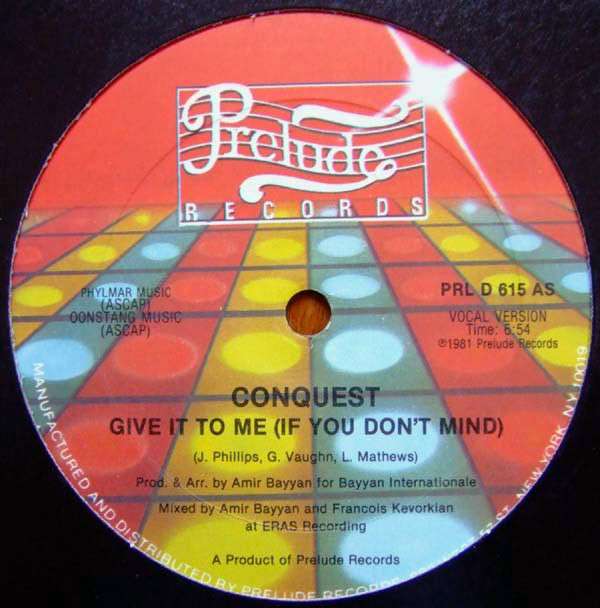 Prelude
RECORDS
PHYLMAR MUSIC
(ASCAP)
OONSTANG MUSIC
(ASCAP)
PRL D 615 AS
VOCAL VERSION
Time: 6:54
℗1981 Prelude Records
CONQUEST
GIVE IT TO ME (IF YOU DON'T MIND)
(J. Phillips, G. Vaughn, L. Mathews)
Prod. & Arr. by Amir Bayyan for Bayyan Internationale
Mixed by Amir Bayyan and Francois Kevorkian
at ERAS Recording
A Product of Prelude Records
MANUFACTURED AND DISTRIBUTED BY PRELUDE RECORDS, ST., NEW YORK, NY 10019